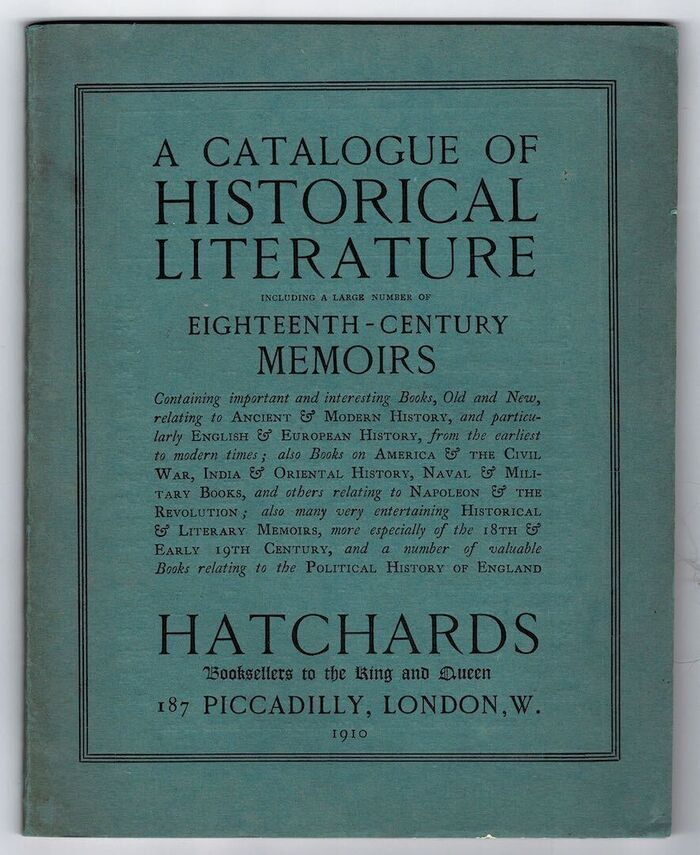 A CATALOGUE OF
HISTORICAL
LITERATURE
INCLUDING A LARGE NUMBER OF
EIGHTEENTH-CENTURY
MEMOIRS
Containing important and interesting Books, Old and New,
relating to ANCIENT & MODERN HISTORY, and particu-
larly ENGLISH & EUROPEAN HISTORY, from the earliest
to modern times; also Books on AMERICA & THE CIVIL
WAR, INDIA & ORIENTAL HISTORY, NAVAL & MILI-
TARY BOOKS, and others relating to NAPOLEON & THE
REVOLUTION; also many very entertaining HISTORICAL
& LITERARY MEMOIRS, more especially of the 18TH &
EARLY 19TH CENTURY, and a number of valuable
Books relating to the POLITICAL HISTORY OF ENGLAND
HATCHARDS
Booksellers to the King and Queen
187 PICCADILLY, LONDON, W.
1910